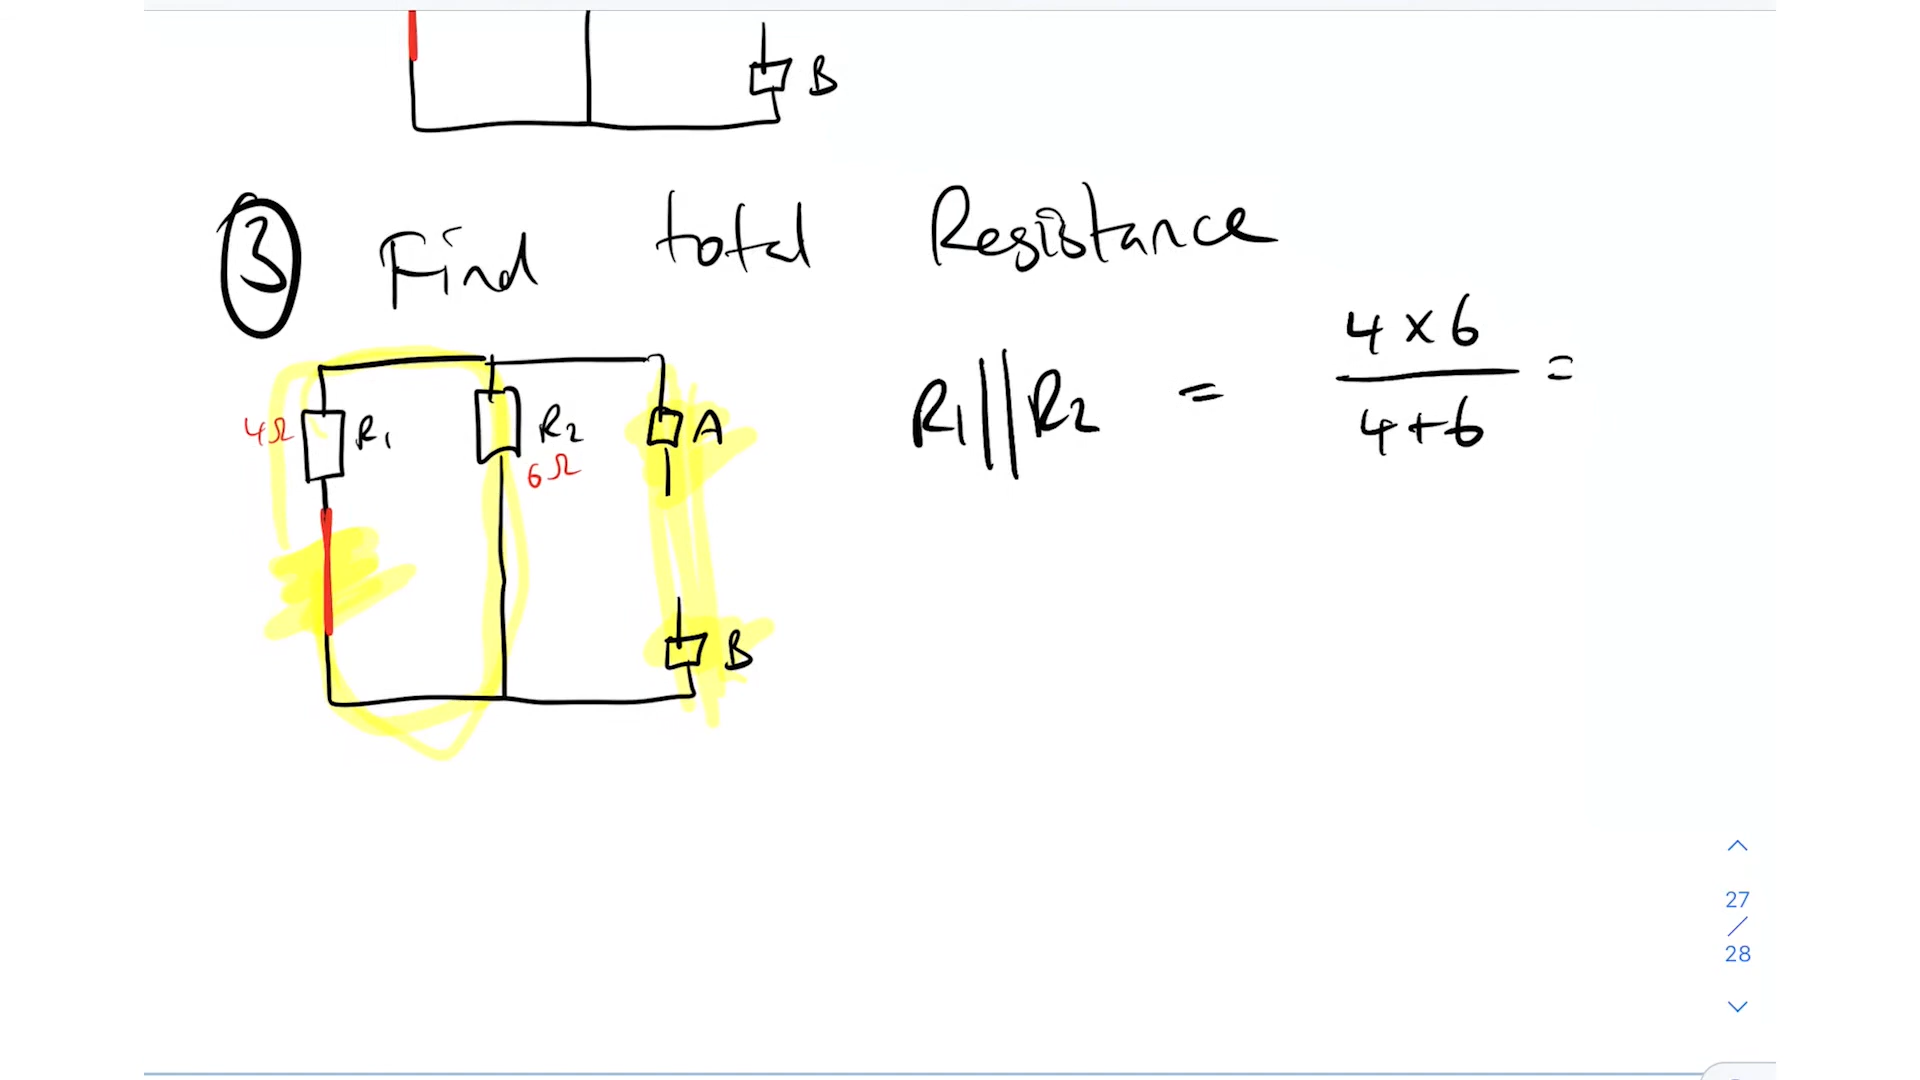 B
3 Find total Resistance
4Ω R1
R2
6Ω
A
B
R1||R2 = 4 x 6 / 4+6 =
27
/
28